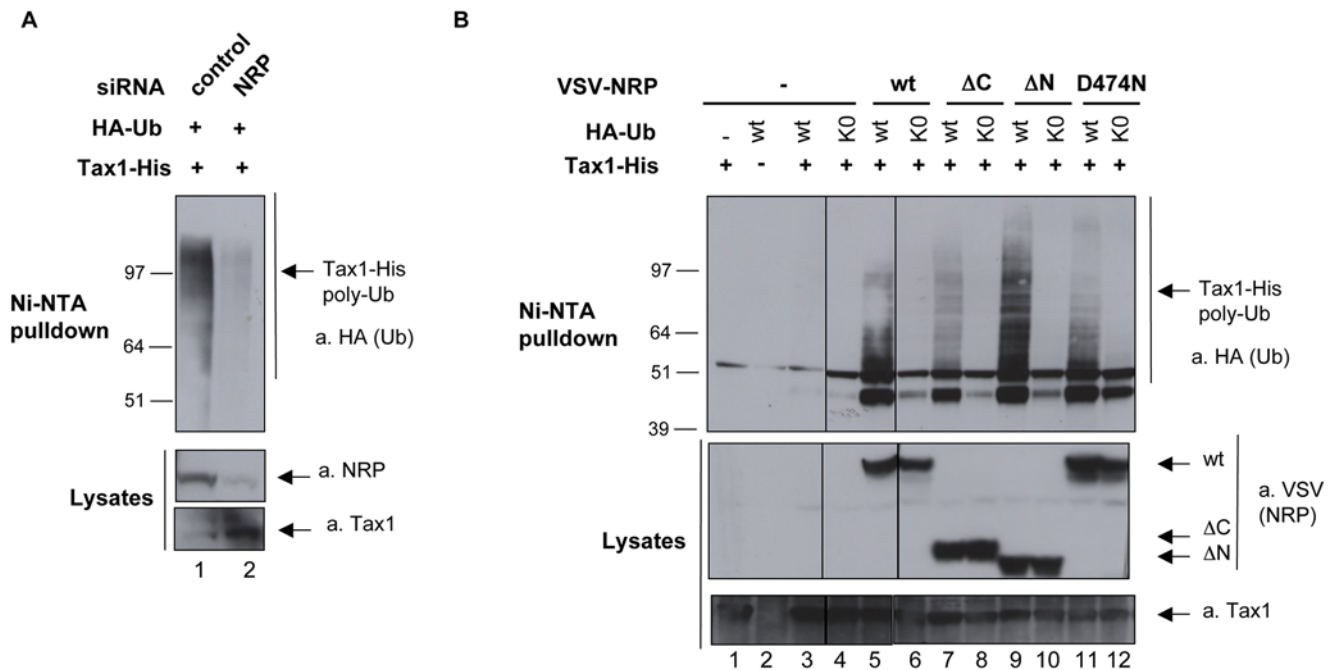 A
siRNA control NRP
HA-Ub + +
Tax1-His + +
Ni-NTA
pulldown
97
64
51
Tax1-His
poly-Ub
a. HA (Ub)
Lysates
a. NRP
a. Tax1
1 2
B
VSV-NRP - wt ΔC ΔN D474N
HA-Ub - wt wt K0 wt K0 wt K0 wt K0 wt K0
Tax1-His + - + + + + + + + + + +
Ni-NTA
pulldown
97
64
51
39
Tax1-His
poly-Ub
a. HA (Ub)
Lysates
wt
ΔC
ΔN
a. VSV
(NRP)
a. Tax1
1 2 3 4 5 6 7 8 9 10 11 12